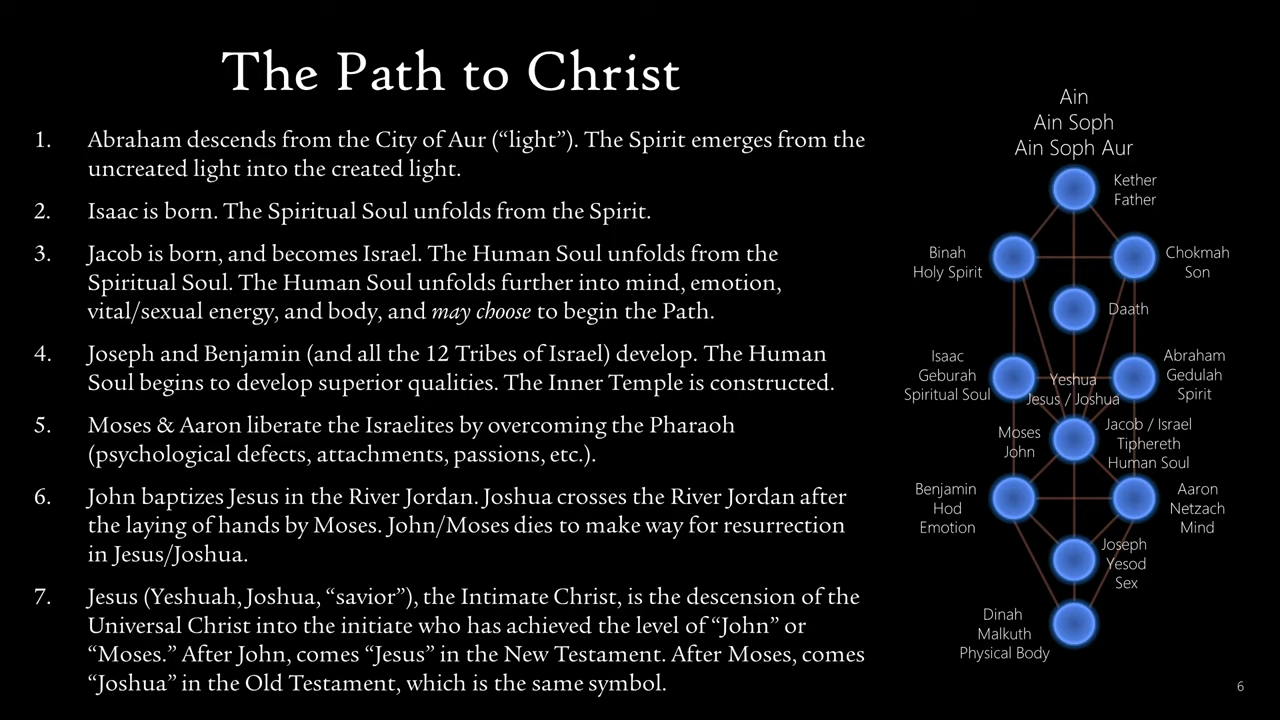 The Path to Christ
1. Abraham descends from the City of Aur (“light”). The Spirit emerges from the
uncreated light into the created light.
2. Isaac is born. The Spiritual Soul unfolds from the Spirit.
3. Jacob is born, and becomes Israel. The Human Soul unfolds from the
Spiritual Soul. The Human Soul unfolds further into mind, emotion,
vital/sexual energy, and body, and may choose to begin the Path.
4. Joseph and Benjamin (and all the 12 Tribes of Israel) develop. The Human
Soul begins to develop superior qualities. The Inner Temple is constructed.
5. Moses & Aaron liberate the Israelites by overcoming the Pharaoh
(psychological defects, attachments, passions, etc.).
6. John baptizes Jesus in the River Jordan. Joshua crosses the River Jordan after
the laying of hands by Moses. John/Moses dies to make way for resurrection
in Jesus/Joshua.
7. Jesus (Yeshuah, Joshua, “savior”), the Intimate Christ, is the descension of the
Universal Christ into the initiate who has achieved the level of “John” or
“Moses.” After John, comes “Jesus” in the New Testament. After Moses, comes
“Joshua” in the Old Testament, which is the same symbol.
Ain
Ain Soph
Ain Soph Aur
Kether
Father
Binah
Holy Spirit
Chokmah
Son
Daath
Isaac
Geburah
Spiritual Soul
Yeshua
Jesus / Joshua
Abraham
Gedulah
Spirit
Moses
John
Jacob / Israel
Tiphereth
Human Soul
Benjamin
Hod
Emotion
Aaron
Netzach
Mind
Joseph
Yesod
Sex
Dinah
Malkuth
Physical Body
6